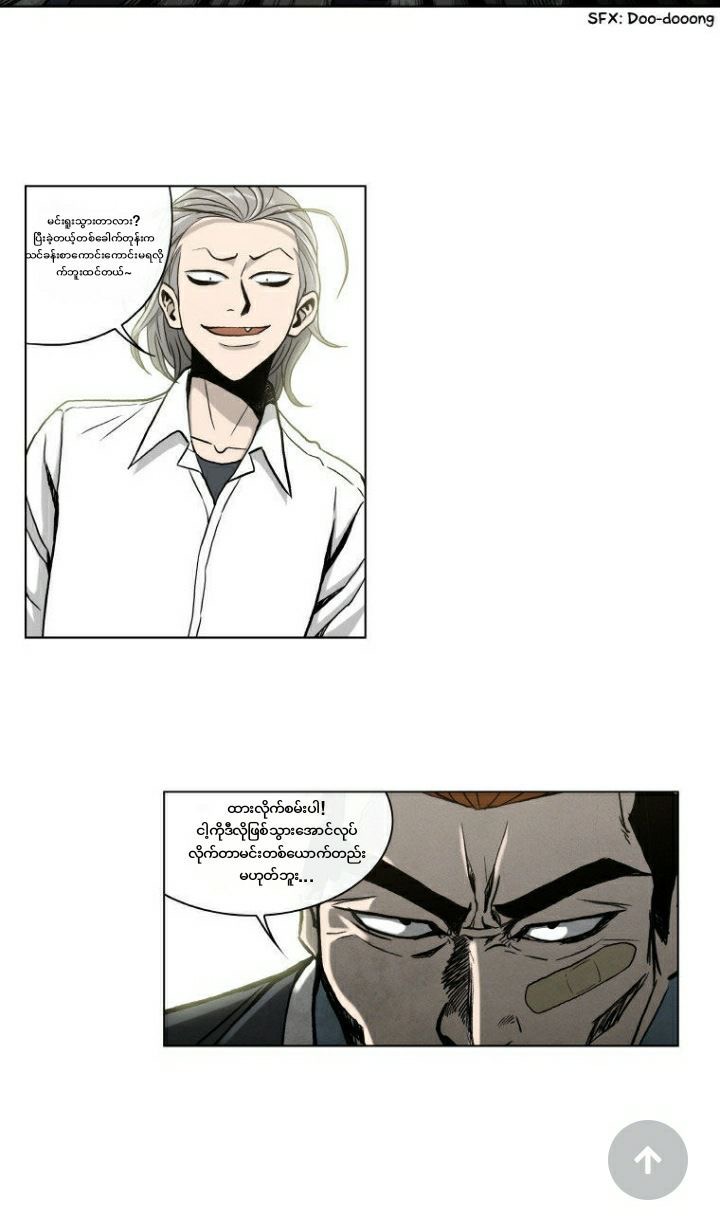 SFX: Doo-dooong
မင်းရူးသွားတာလား?
ပြီးခဲ့တယ့်တစ်ခေါက်တုန်းက
သင်ခန်းစာကောင်းကောင်းမရလို
က်ဘူးထင်တယ်~
ထားလိုက်စမ်းပါ!
ငါ့ကိုဒီလိုဖြစ်သွားအောင်လုပ်
လိုက်တာမင်းတစ်ယောက်တည်း
မဟုတ်ဘူး...